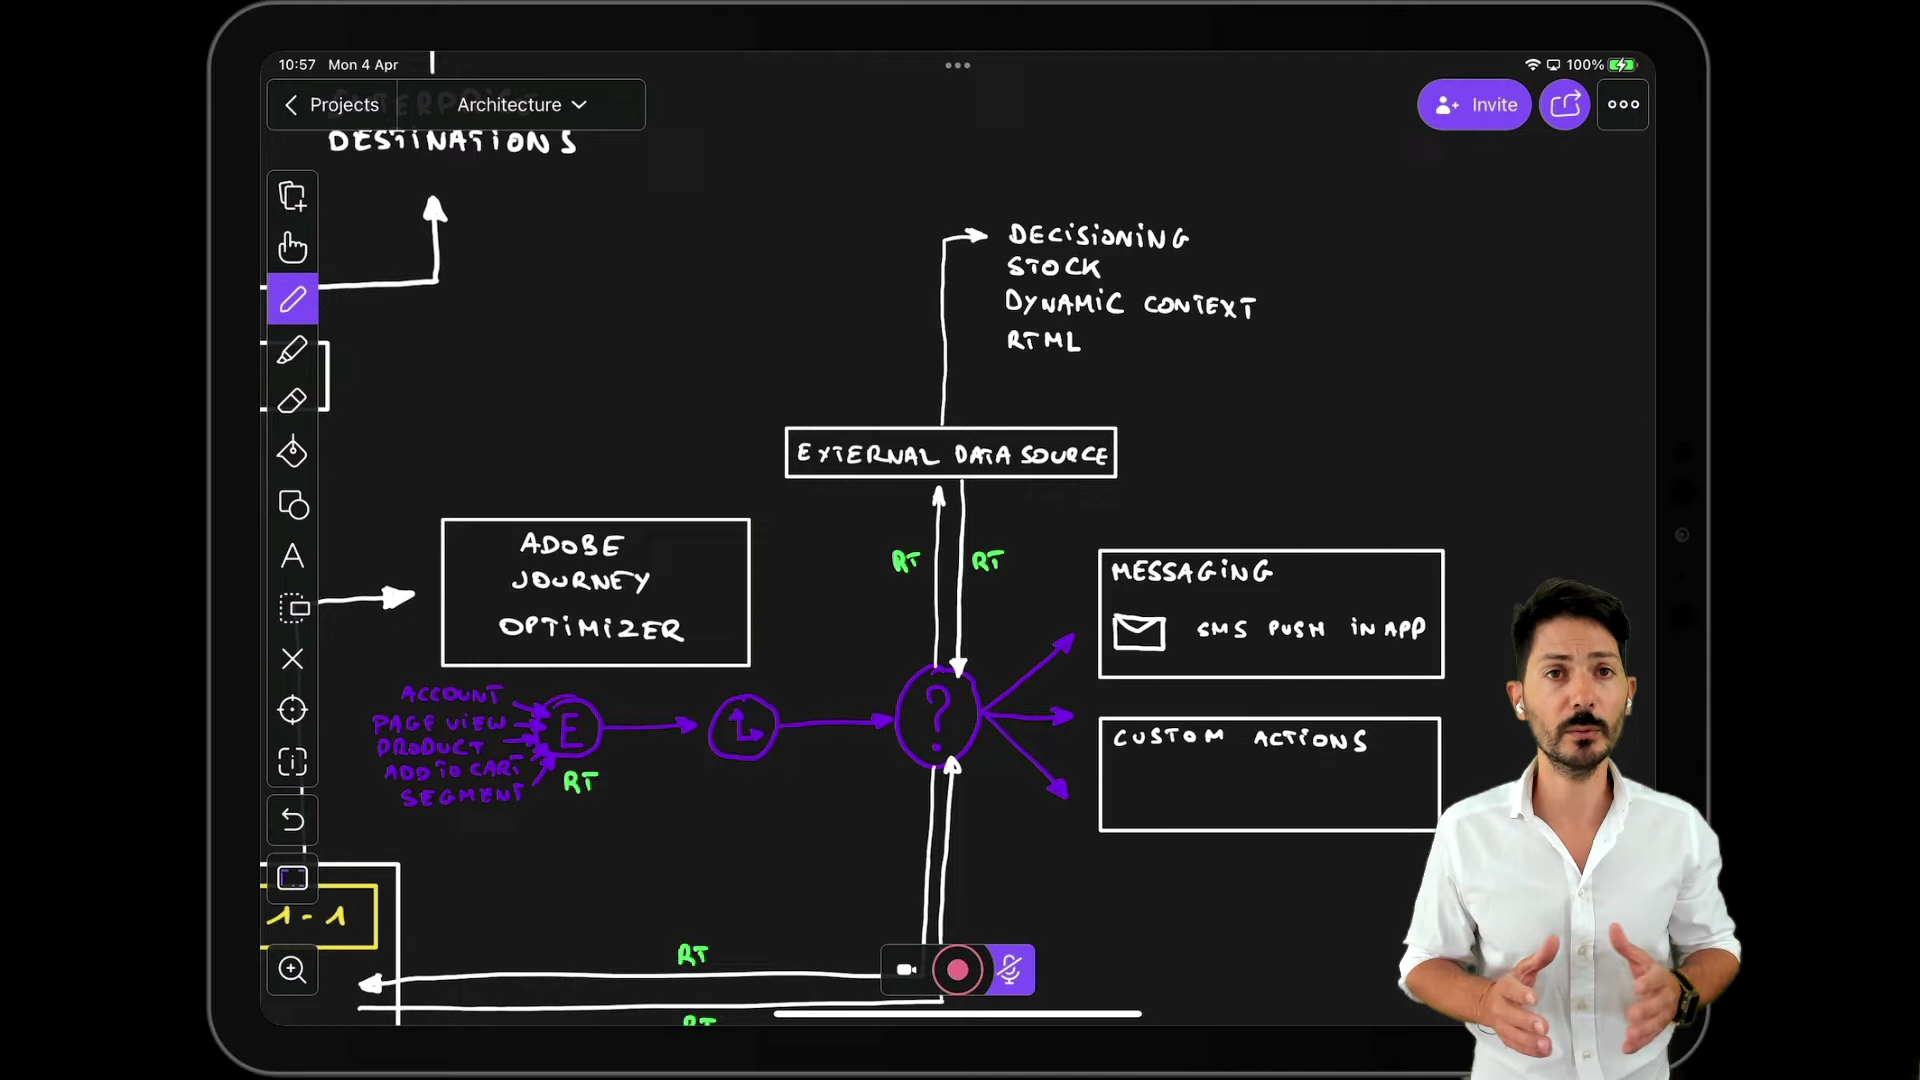 10:57 Mon 4 Apr
100%
Projects
Architecture
Invite
DESTINATIONS
DECISIONING
STOCK
DYNAMIC CONTEXT
RTML
EXTERNAL DATA SOURCE
ADOBE
JOURNEY
OPTIMIZER
RT
RT
MESSAGING
SMS PUSH IN APP
ACCOUNT
PAGE VIEW
PRODUCT
ADD TO CART
SEGMENT
E
RT
?
CUSTOM ACTIONS
1-1
RT
RT
A